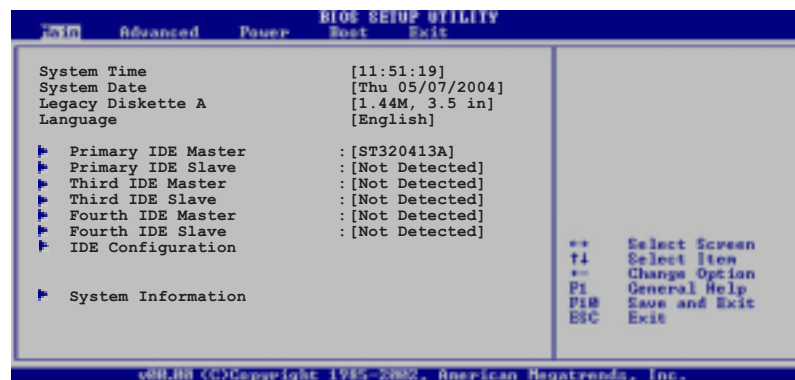 BIOS SETUP UTILITY
Main Advanced Power Boot Exit
System Time [11:51:19]
System Date [Thu 05/07/2004]
Legacy Diskette A [1.44M, 3.5 in]
Language [English]
Primary IDE Master :[ST320413A]
Primary IDE Slave :[Not Detected]
Third IDE Master :[Not Detected]
Third IDE Slave :[Not Detected]
Fourth IDE Master :[Not Detected]
Fourth IDE Slave :[Not Detected]
IDE Configuration
System Information
←→ Select Screen
↑↓ Select Item
+- Change Option
F1 General Help
F10 Save and Exit
ESC Exit
(C)Copyright 1985-2002, American Megatrends, Inc.